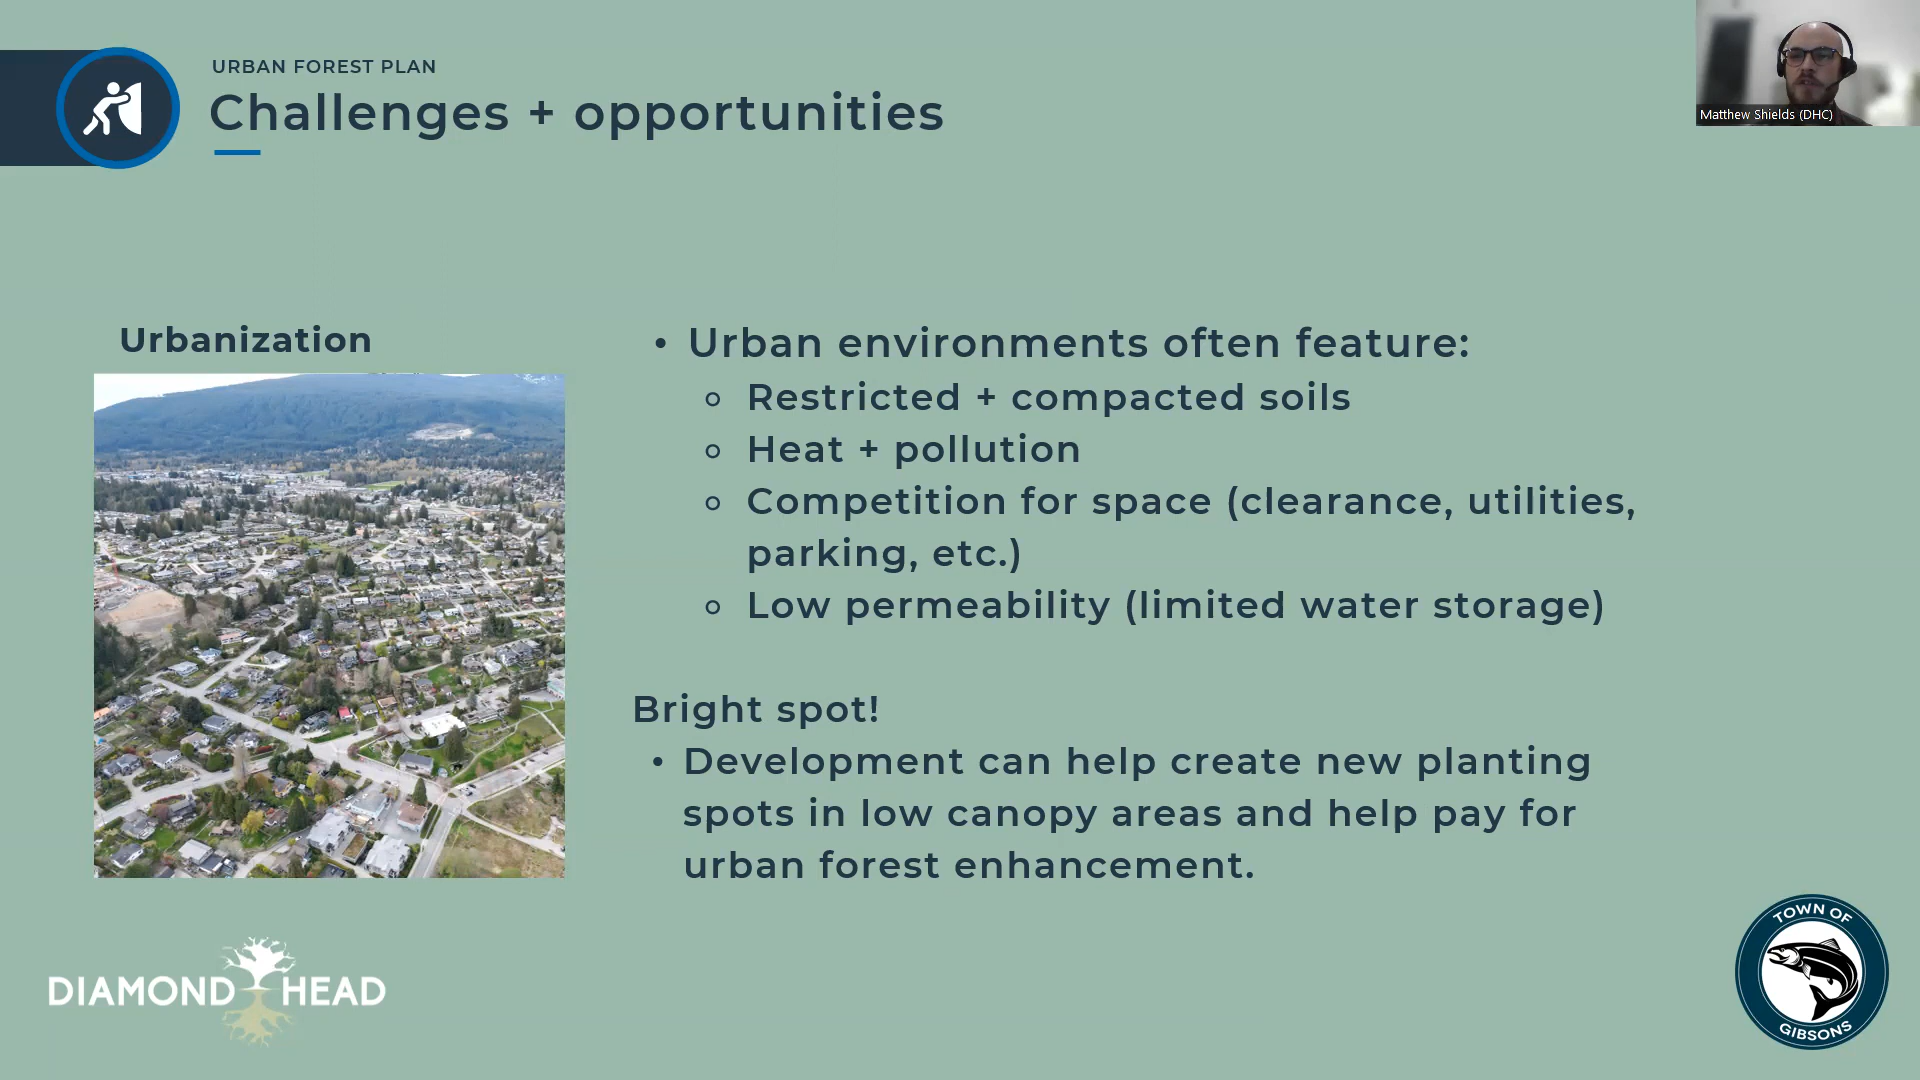 URBAN FOREST PLAN
Challenges + opportunities
Matthew Shields (DHC)
Urbanization
• Urban environments often feature:
○ Restricted + compacted soils
○ Heat + pollution
○ Competition for space (clearance, utilities,
parking, etc.)
○ Low permeability (limited water storage)
Bright spot!
• Development can help create new planting
spots in low canopy areas and help pay for
urban forest enhancement.
DIAMOND HEAD
TOWN OF
GIBSONS